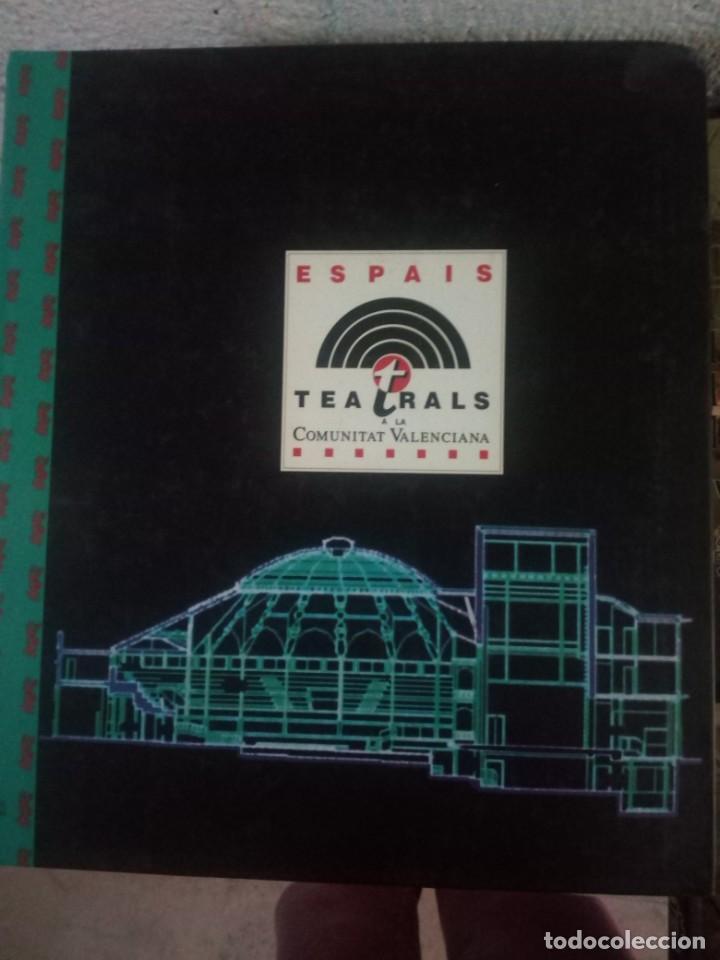 ESPAIS
TEATRALS
A LA
COMUNITAT VALENCIANA
todocoleccion